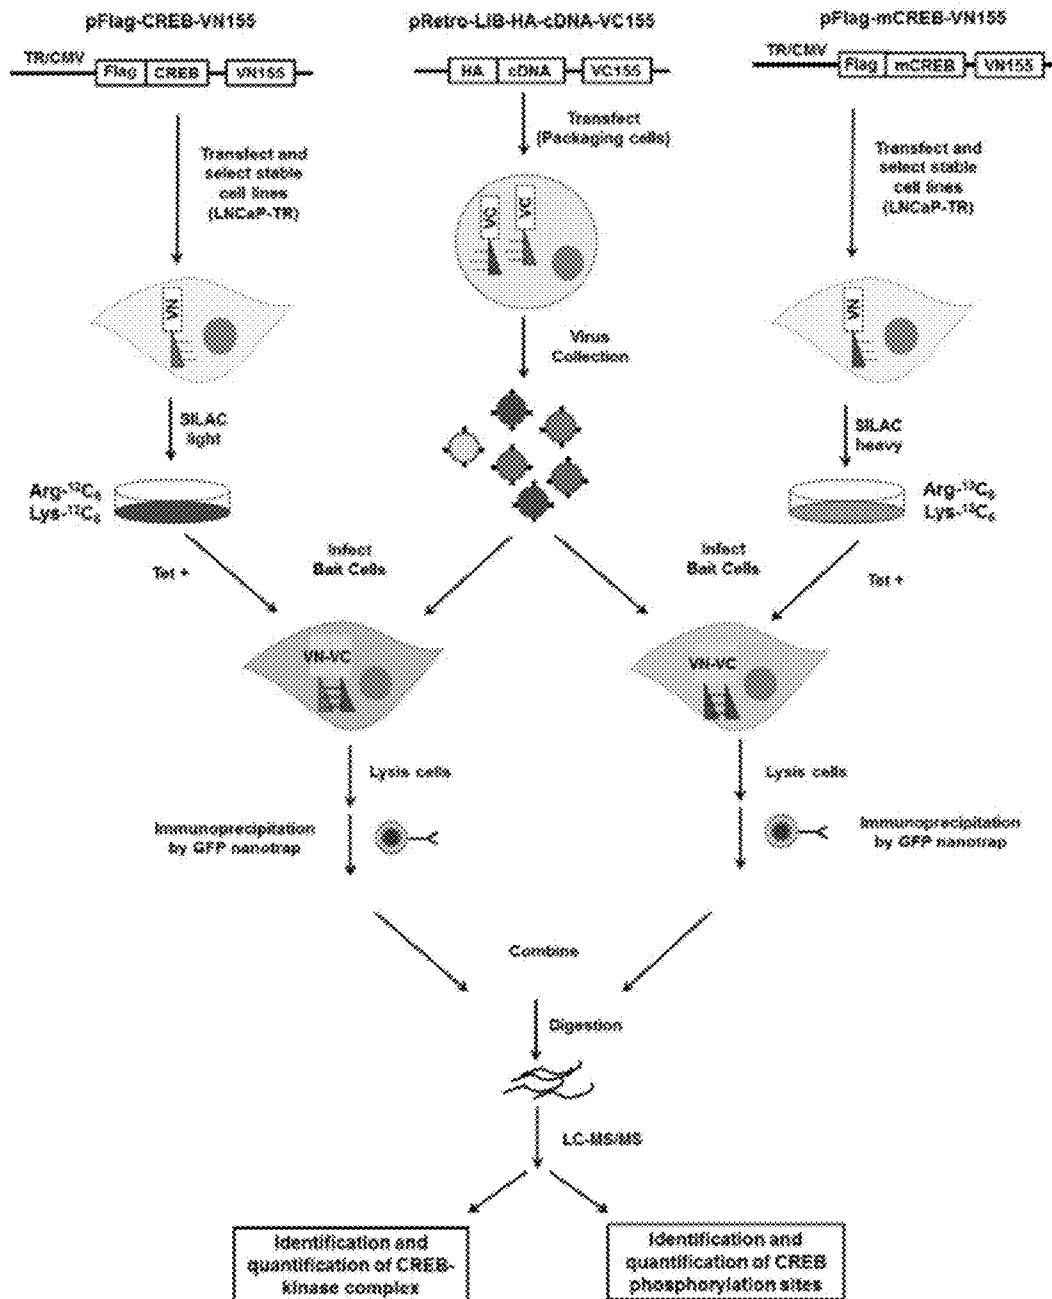 pFlag-CREB-VN155
pRetro-LIB-HA-cDNA-VC155
pFlag-mCREB-VN155
TR/CMV
Flag
CREB
VN155
HA
cDNA
VC155
TR/CMV
Flag
mCREB
VN155
Transfect and
select stable
cell lines
(LNCaP-TR)
Transfect
(Packaging cells)
Transfect and
select stable
cell lines
(LNCaP-TR)
VC
VC
VN
VN
Virus
Collection
SILAC
light
SILAC
heavy
Arg-
Lys-
Arg-
Lys-
Tet +
Infect
Bait Cells
Infect
Bait Cells
Tet +
VN-VC
VN-VC
Lysis cells
Lysis cells
Immunoprecipitation
by GFP nanotrap
Immunoprecipitation
by GFP nanotrap
Combine
Digestion
LC-MS/MS
Identification and
quantification of CREB-
kinase complex
Identification and
quantification of CREB
phosphorylation sites